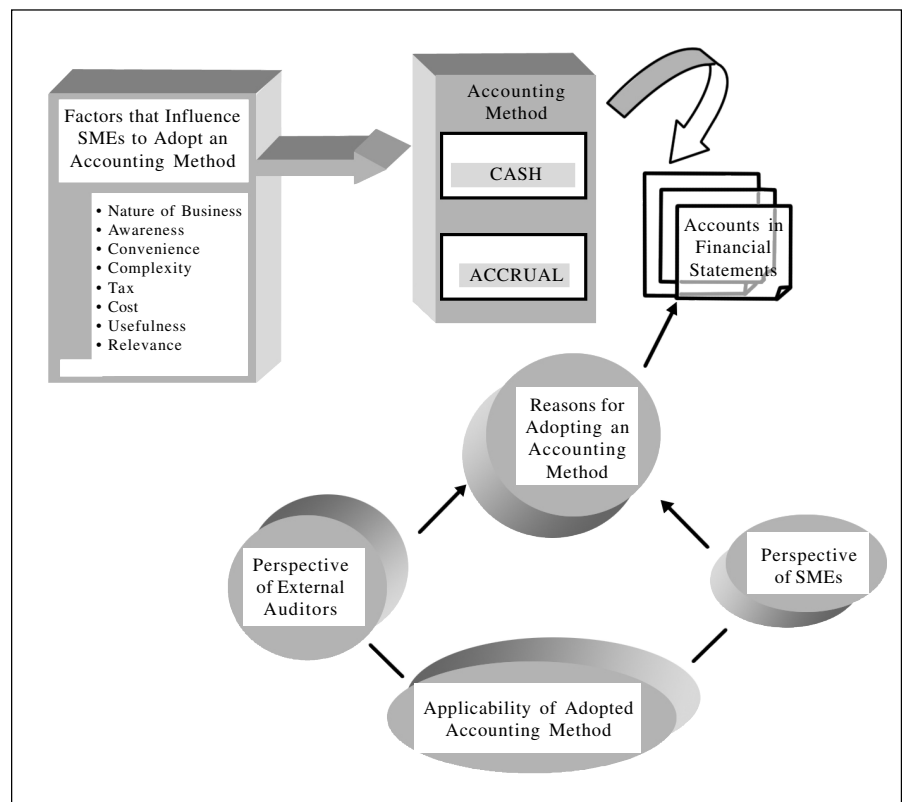 Factors that Influence
SMEs to Adopt an
Accounting Method
• Nature of Business
• Awareness
• Convenience
• Complexity
• Tax
• Cost
• Usefulness
• Relevance
Accounting
Method
CASH
ACCRUAL
Accounts in
Financial
Statements
Reasons for
Adopting an
Accounting
Method
Perspective
of External
Auditors
Perspective
of SMEs
Applicability of Adopted
Accounting Method